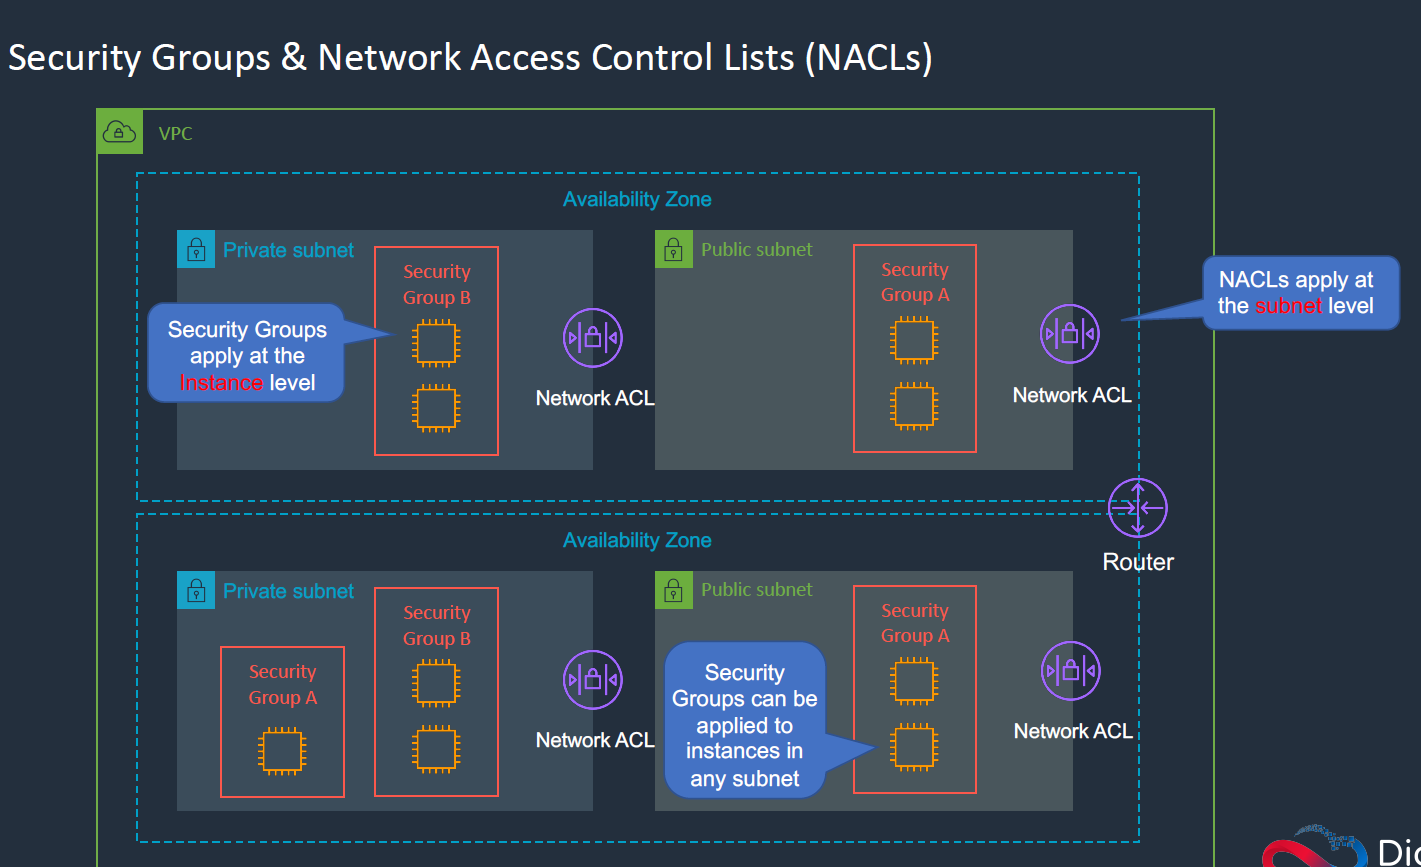 Security Groups & Network Access Control Lists (NACLs)
VPC
Availability Zone
Private subnet
Security
Group B
Security Groups
apply at the
Instance level
Network ACL
Public subnet
Security
Group A
Network ACL
NACLs apply at
the subnet level
Router
Availability Zone
Private subnet
Security
Group A
Security
Group B
Network ACL
Public subnet
Security
Groups can be
applied to
instances in
any subnet
Security
Group A
Network ACL